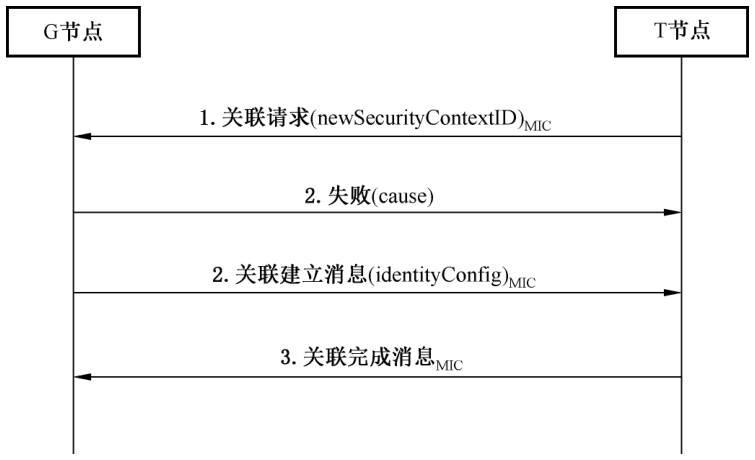 G节点
T节点
1. 关联请求(newSecurityContextID)MIC
2. 失败(cause)
2. 关联建立消息(identityConfig)MIC
3. 关联完成消息MIC